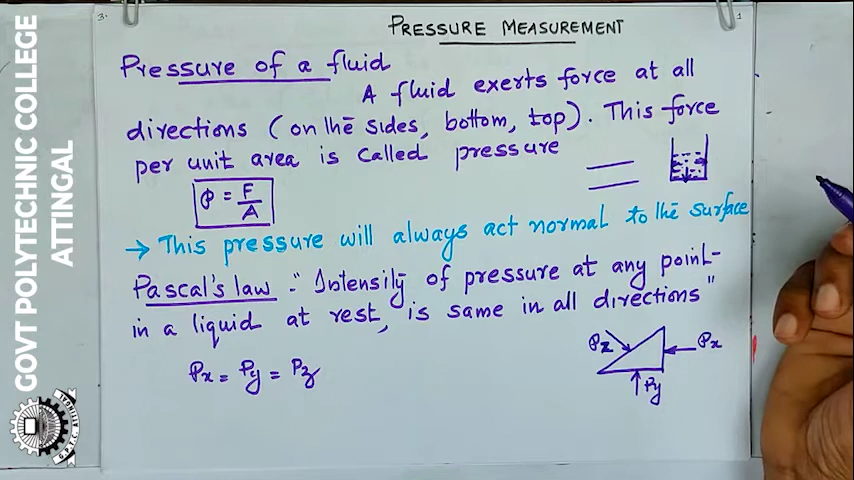 3.
1
PRESSURE MEASUREMENT
Pressure of a fluid
A fluid exerts force at all
directions (on the sides, bottom, top). This force
per unit area is called pressure
P = F/A
→ This pressure will always act normal to the surface
Pascal's law :- "Intensity of pressure at any point
in a liquid at rest, is same in all directions"
Px = Py = Pz
Pz
Px
Py
GOVT POLYTECHNIC COLLEGE
ATTINGAL